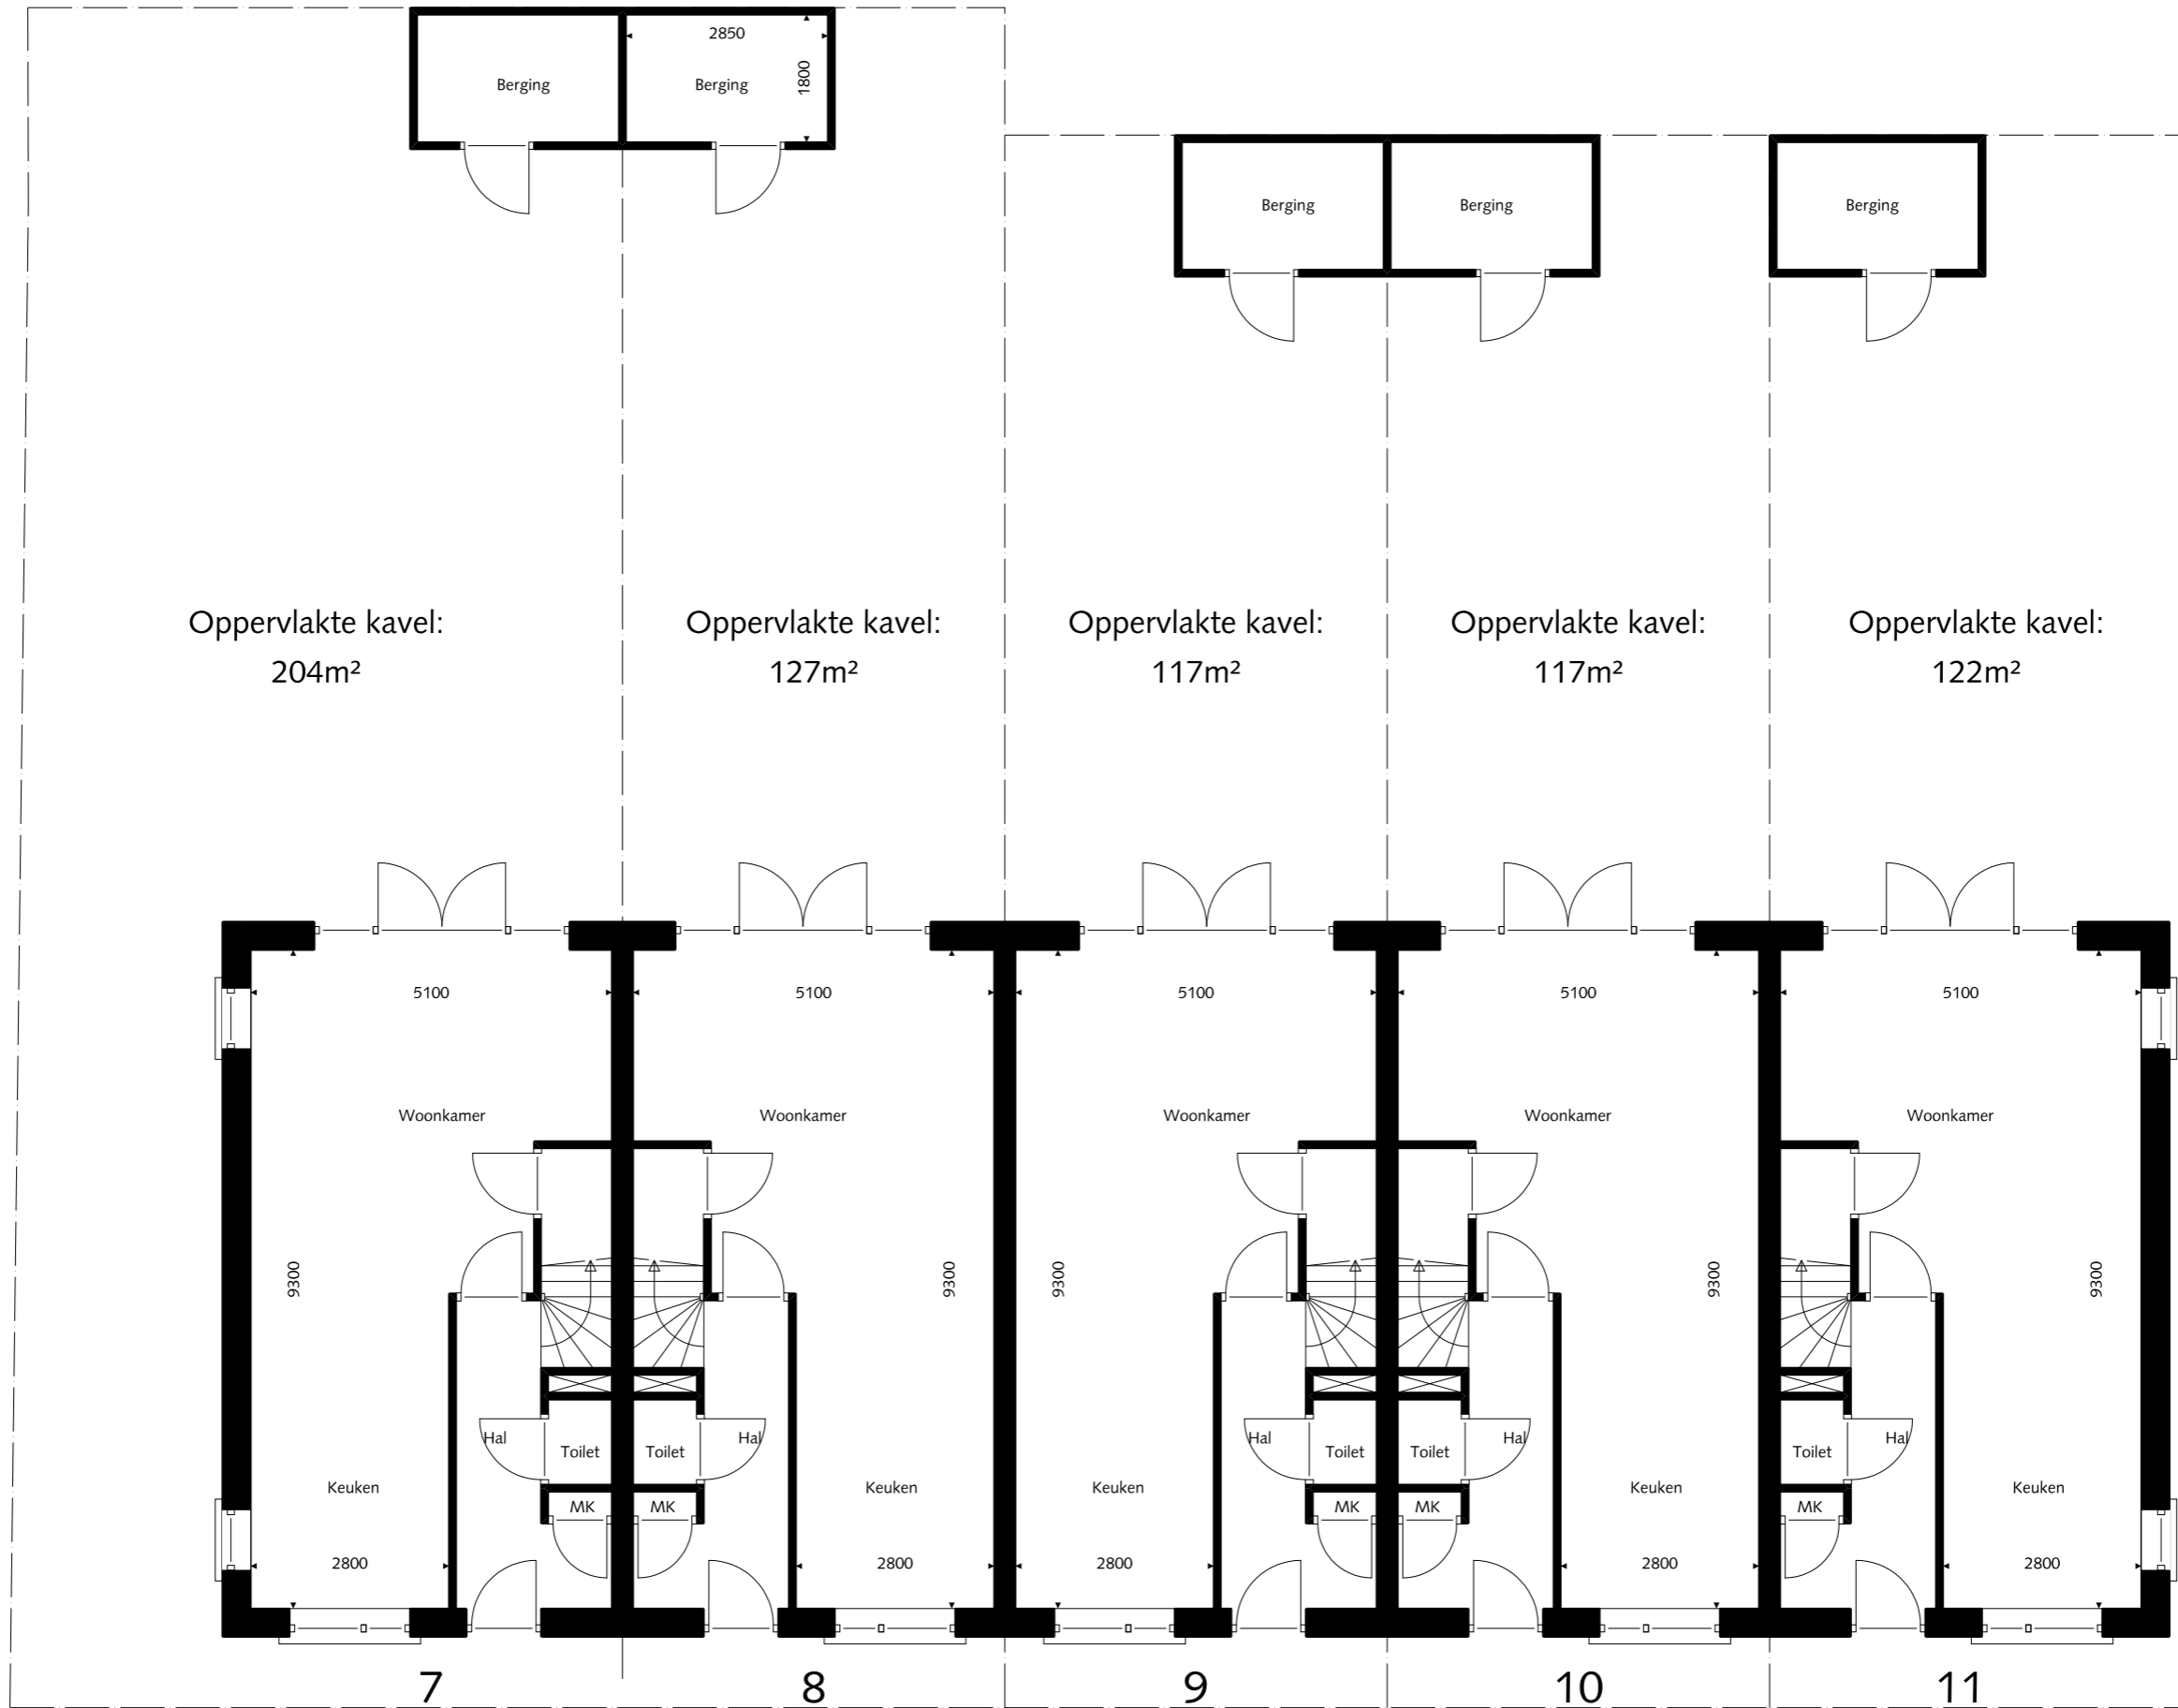 2850
1800
Berging
Berging
Berging
Berging
Berging
Oppervlakte kavel:
204m²
Oppervlakte kavel:
127m²
Oppervlakte kavel:
117m²
Oppervlakte kavel:
117m²
Oppervlakte kavel:
122m²
5100
5100
5100
5100
5100
Woonkamer
Woonkamer
Woonkamer
Woonkamer
Woonkamer
9300
9300
9300
9300
9300
Hal
Toilet
Toilet
Hal
Hal
Toilet
Toilet
Hal
Toilet
Hal
Keuken
MK
MK
Keuken
Keuken
MK
MK
Keuken
MK
Keuken
2800
2800
2800
2800
2800
7
8
9
10
11